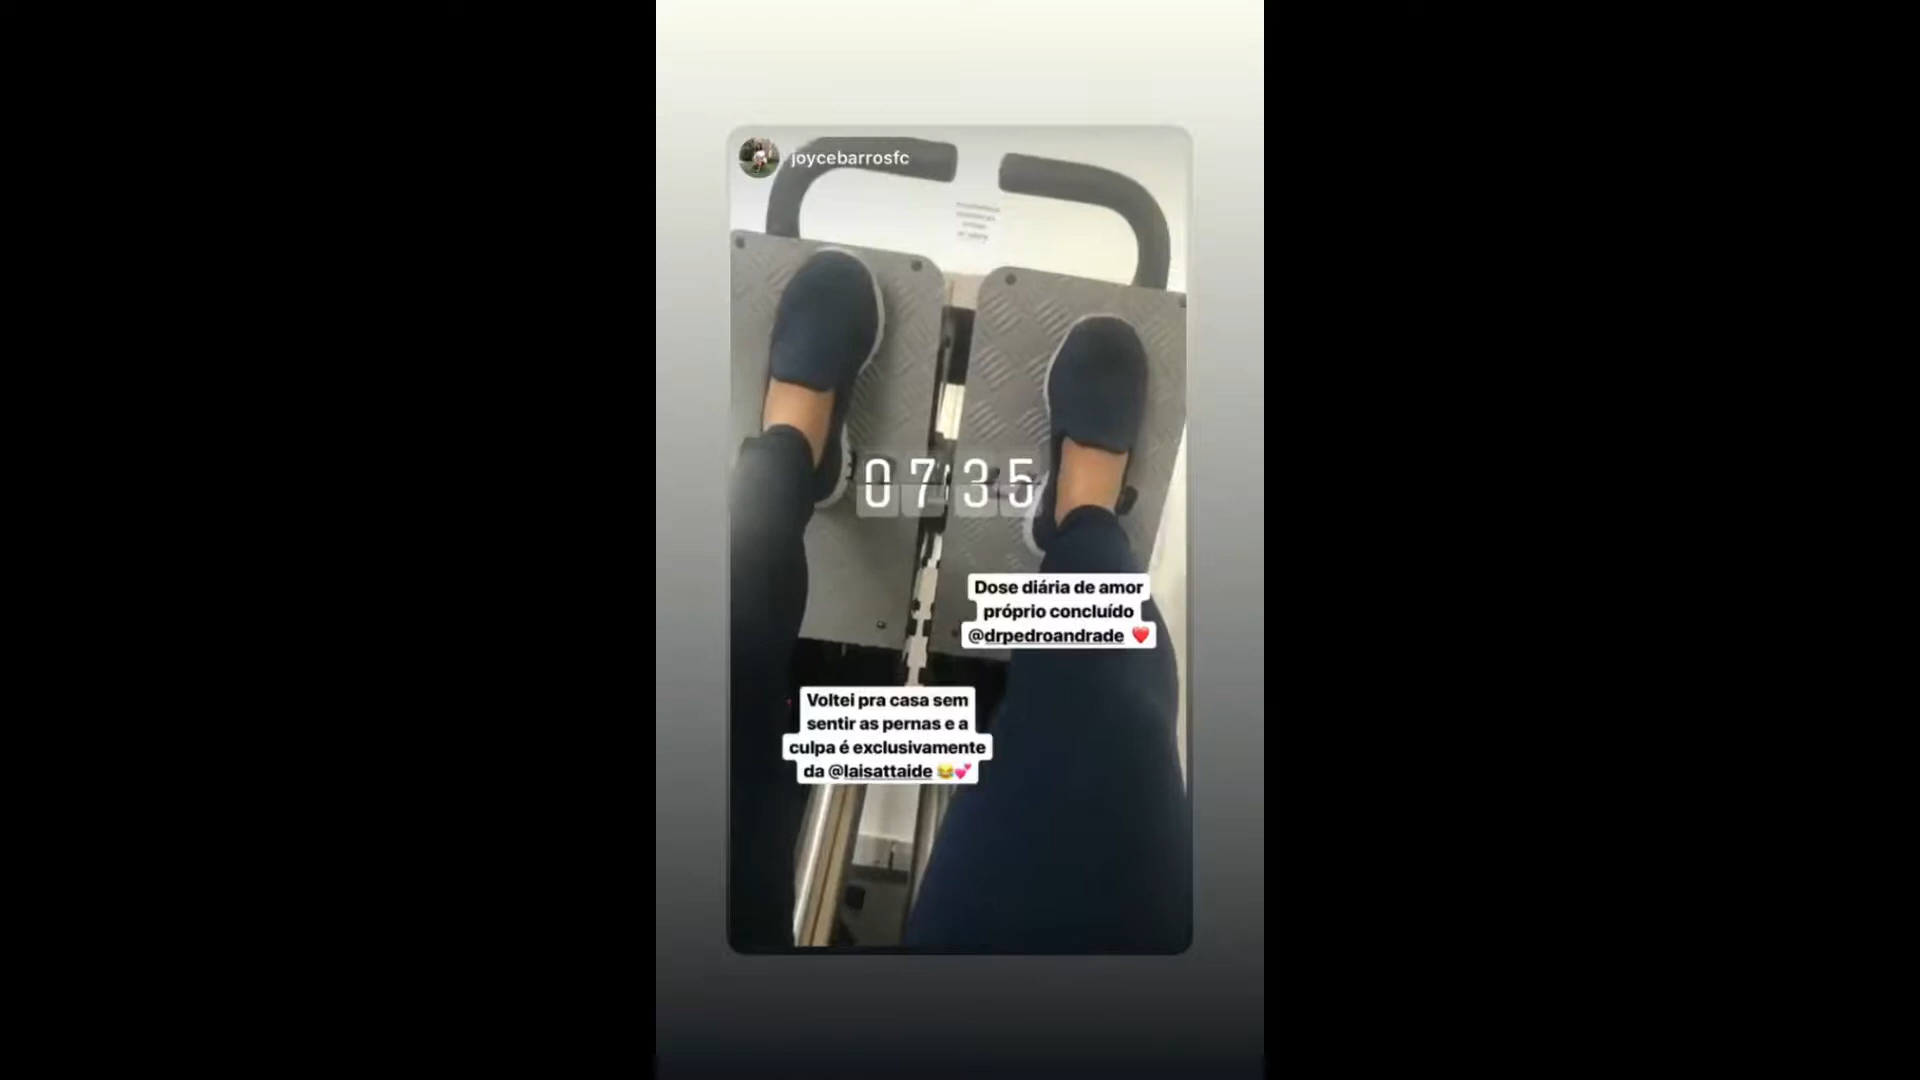 joycebarrosfc
07:35
Dose diária de amor
próprio concluído
@drpedroandrade ❤️
Voltei pra casa sem
sentir as pernas e a
culpa é exclusivamente
da @laisattaide 😂💕